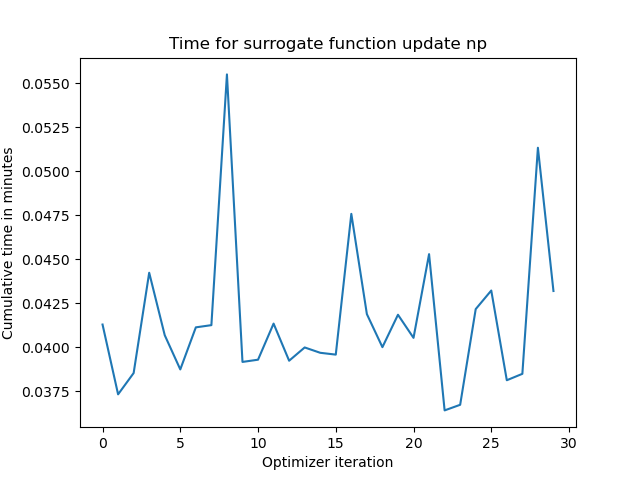 Time for surrogate function update np
Cumulative time in minutes
0.0550
0.0525
0.0500
0.0475
0.0450
0.0425
0.0400
0.0375
0 5 10 15 20 25 30
Optimizer iteration